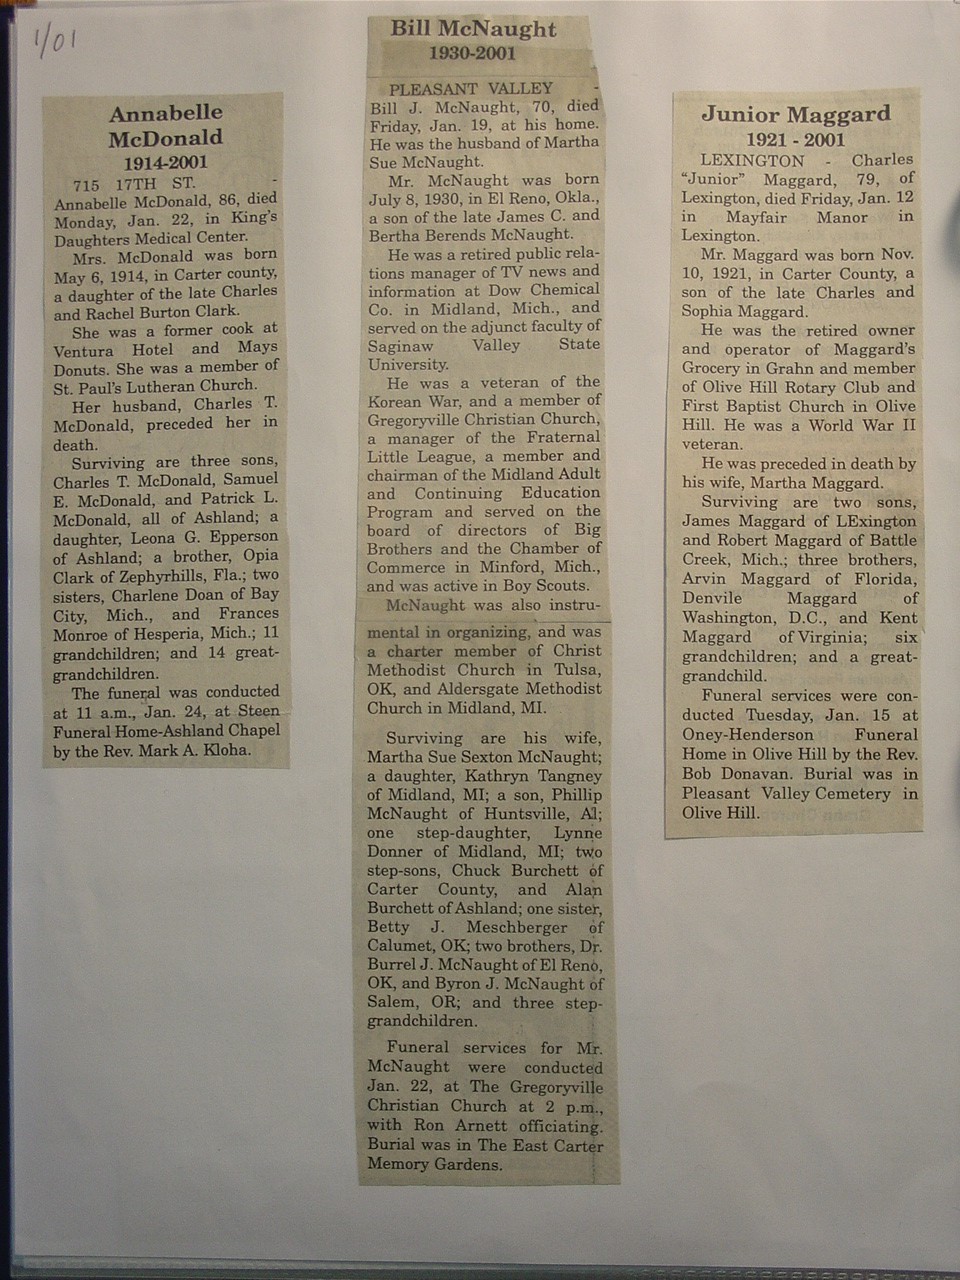 1/01
Annabelle
McDonald
1914-2001
715 17TH ST. -
Annabelle McDonald, 86, died
Monday, Jan. 22, in King's
Daughters Medical Center.
Mrs. McDonald was born
May 6, 1914, in Carter county,
a daughter of the late Charles
and Rachel Burton Clark.
She was a former cook at
Ventura Hotel and Mays
Donuts. She was a member of
St. Paul's Lutheran Church.
Her husband, Charles T.
McDonald, preceded her in
death.
Surviving are three sons,
Charles T. McDonald, Samuel
E. McDonald, and Patrick L.
McDonald, all of Ashland; a
daughter, Leona G. Epperson
of Ashland; a brother, Opia
Clark of Zephyrhills, Fla.; two
sisters, Charlene Doan of Bay
City, Mich., and Frances
Monroe of Hesperia, Mich.; 11
grandchildren; and 14 great-
grandchildren.
The funeral was conducted
at 11 a.m., Jan. 24, at Steen
Funeral Home-Ashland Chapel
by the Rev. Mark A. Kloha.
Bill McNaught
1930-2001
PLEASANT VALLEY -
Bill J. McNaught, 70, died
Friday, Jan. 19, at his home.
He was the husband of Martha
Sue McNaught.
Mr. McNaught was born
July 8, 1930, in El Reno, Okla.,
a son of the late James C. and
Bertha Berends McNaught.
He was a retired public rela-
tions manager of TV news and
information at Dow Chemical
Co. in Midland, Mich., and
served on the adjunct faculty of
Saginaw Valley State
University.
He was a veteran of the
Korean War, and a member of
Gregoryville Christian Church,
a manager of the Fraternal
Little League, a member and
chairman of the Midland Adult
and Continuing Education
Program and served on the
board of directors of Big
Brothers and the Chamber of
Commerce in Minford, Mich.,
and was active in Boy Scouts.
McNaught was also instru-
mental in organizing, and was
a charter member of Christ
Methodist Church in Tulsa,
OK, and Aldersgate Methodist
Church in Midland, MI.
Surviving are his wife,
Martha Sue Sexton McNaught;
a daughter, Kathryn Tangney
of Midland, MI; a son, Phillip
McNaught of Huntsville, Al;
one step-daughter, Lynne
Donner of Midland, MI; two
step-sons, Chuck Burchett of
Carter County, and Alan
Burchett of Ashland; one sister,
Betty J. Meschberger of
Calumet, OK; two brothers, Dr.
Burrel J. McNaught of El Reno,
OK, and Byron J. McNaught of
Salem, OR; and three step-
grandchildren.
Funeral services for Mr.
McNaught were conducted
Jan. 22, at The Gregoryville
Christian Church at 2 p.m.,
with Ron Arnett officiating.
Burial was in The East Carter
Memory Gardens.
Junior Maggard
1921 - 2001
LEXINGTON - Charles
"Junior" Maggard, 79, of
Lexington, died Friday, Jan. 12
in Mayfair Manor in
Lexington.
Mr. Maggard was born Nov.
10, 1921, in Carter County, a
son of the late Charles and
Sophia Maggard.
He was the retired owner
and operator of Maggard's
Grocery in Grahn and member
of Olive Hill Rotary Club and
First Baptist Church in Olive
Hill. He was a World War II
veteran.
He was preceded in death by
his wife, Martha Maggard.
Surviving are two sons,
James Maggard of LExington
and Robert Maggard of Battle
Creek, Mich.; three brothers,
Arvin Maggard of Florida,
Denvile Maggard of
Washington, D.C., and Kent
Maggard of Virginia; six
grandchildren; and a great-
grandchild.
Funeral services were con-
ducted Tuesday, Jan. 15 at
Oney-Henderson Funeral
Home in Olive Hill by the Rev.
Bob Donavan. Burial was in
Pleasant Valley Cemetery in
Olive Hill.